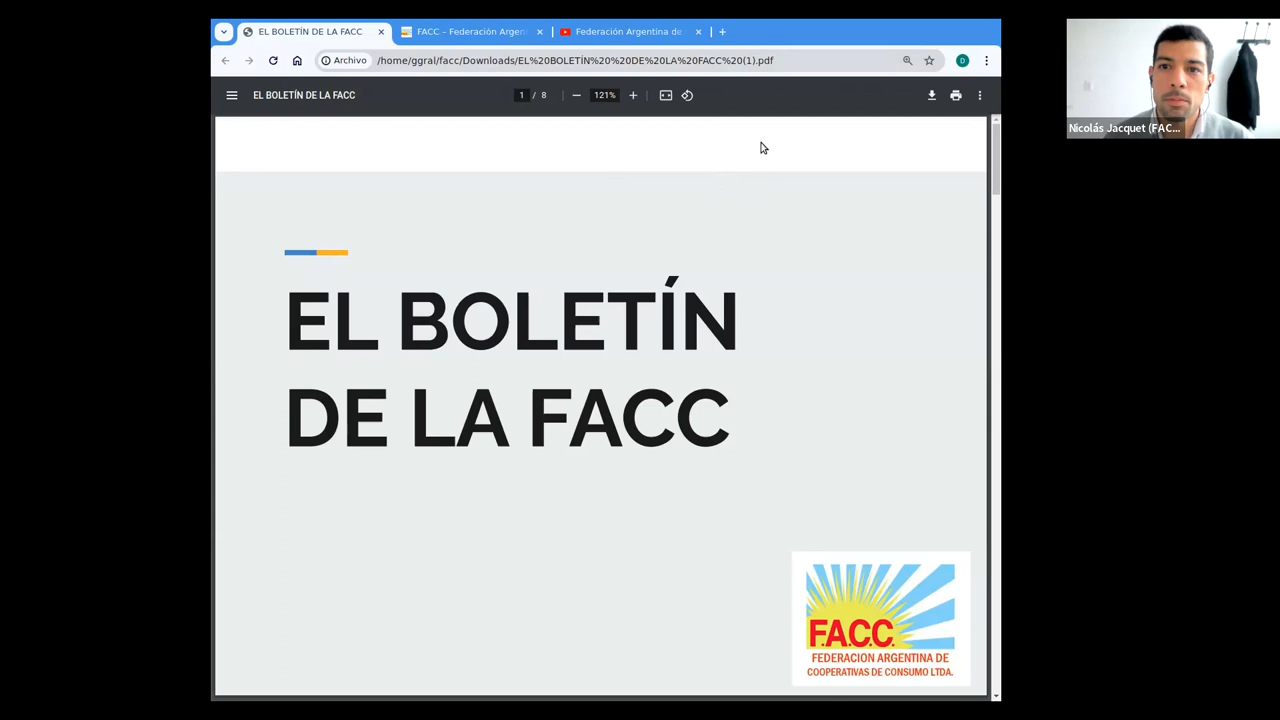 EL BOLETÍN DE LA FACC
FACC – Federación Argen
Federación Argentina de
Archivo
/home/ggral/facc/Downloads/EL%20BOLETÍN%20%20DE%20LA%20FACC%20(1).pdf
D
EL BOLETÍN DE LA FACC
1 / 8
121%
Nicolás Jacquet (FAC...
EL BOLETÍN
DE LA FACC
F.A.C.C.
FEDERACION ARGENTINA DE
COOPERATIVAS DE CONSUMO LTDA.